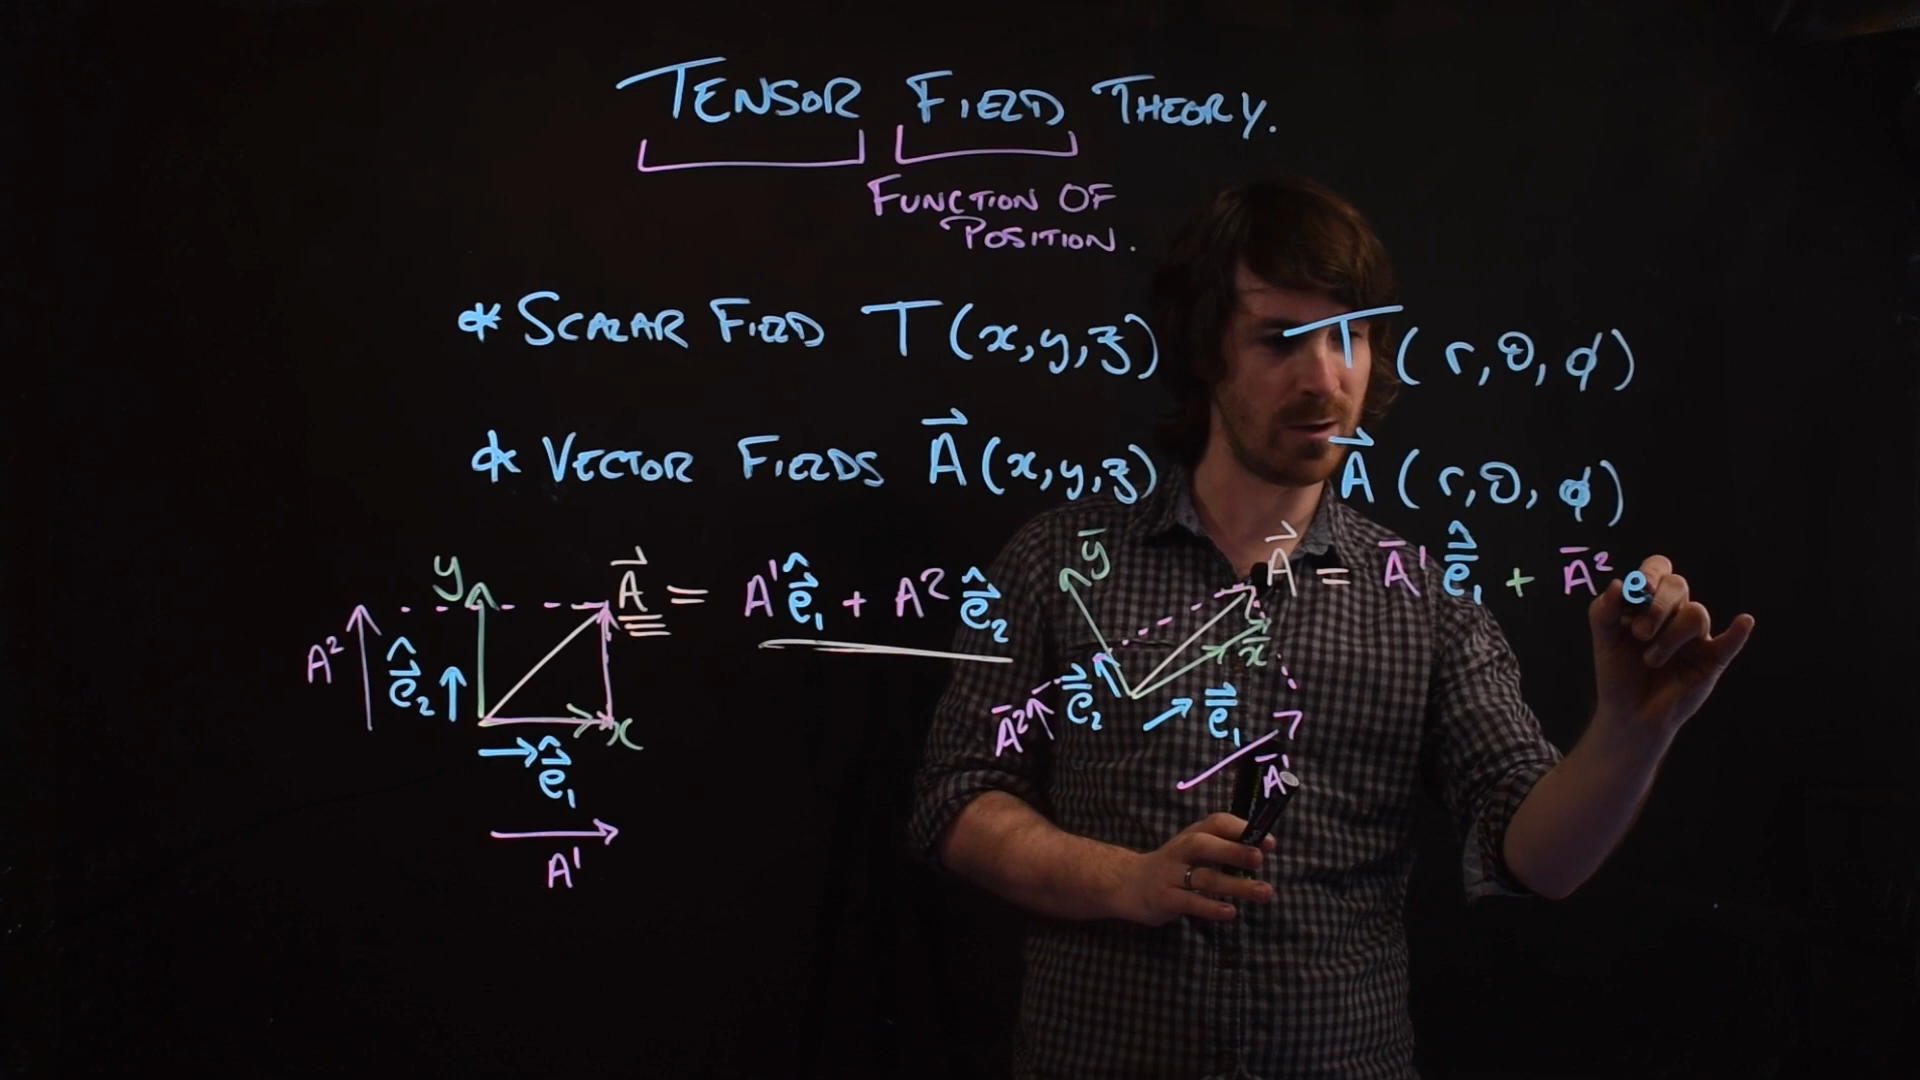 TENSOR FIELD THEORY.
FUNCTION OF
POSITION.
* SCALAR FIELD T(x,y,z) T(r,θ,φ)
* VECTOR FIELDS A⃗(x,y,z) A⃗(r,θ,φ)
y A⃗ = A¹ê⃗₁ + A²ê⃗₂
A² ê⃗₂
x
ê⃗₁
A¹
ȳ A⃗ = Ā¹ ê̄⃗₁ + Ā² e
x̄
Ā² ē⃗₂ ē⃗₁
Ā¹